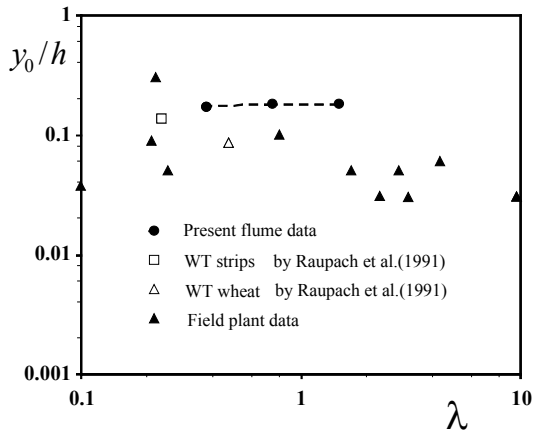 1
y₀/h
0.1
0.01
0.001
Present flume data
WT strips by Raupach et al.(1991)
WT wheat by Raupach et al.(1991)
Field plant data
0.1 1 10
λ